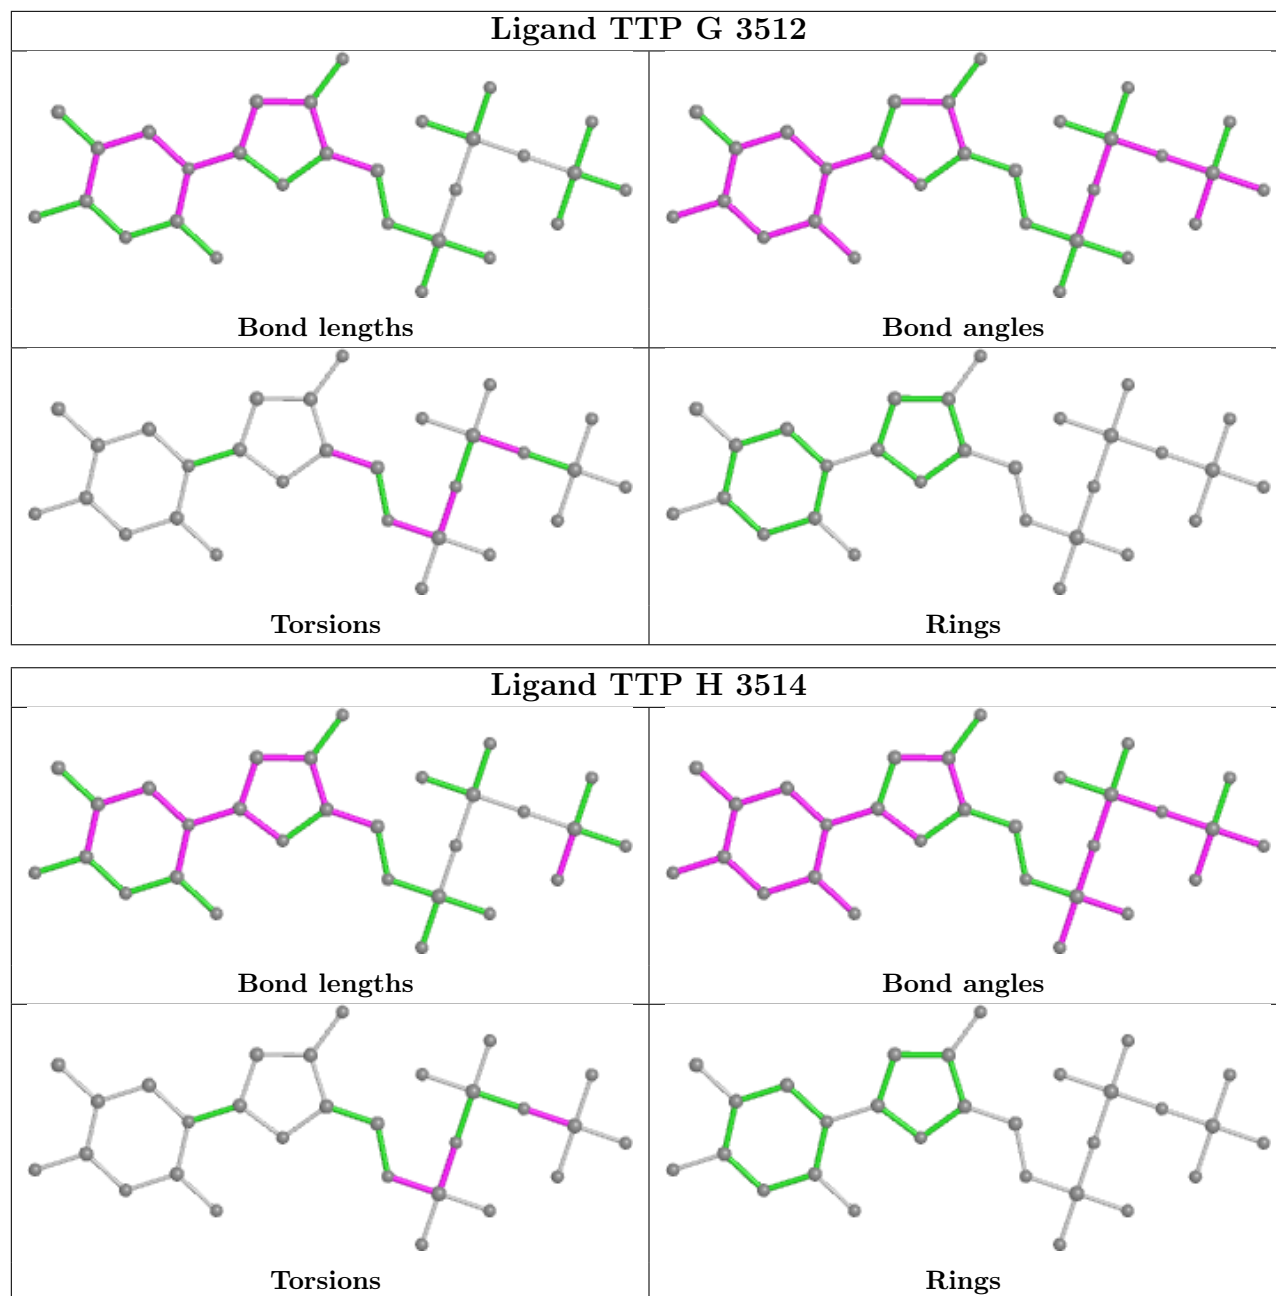 Ligand TTP G 3512
Bond lengths
Bond angles
Torsions
Rings
Ligand TTP H 3514
Bond lengths
Bond angles
Torsions
Rings